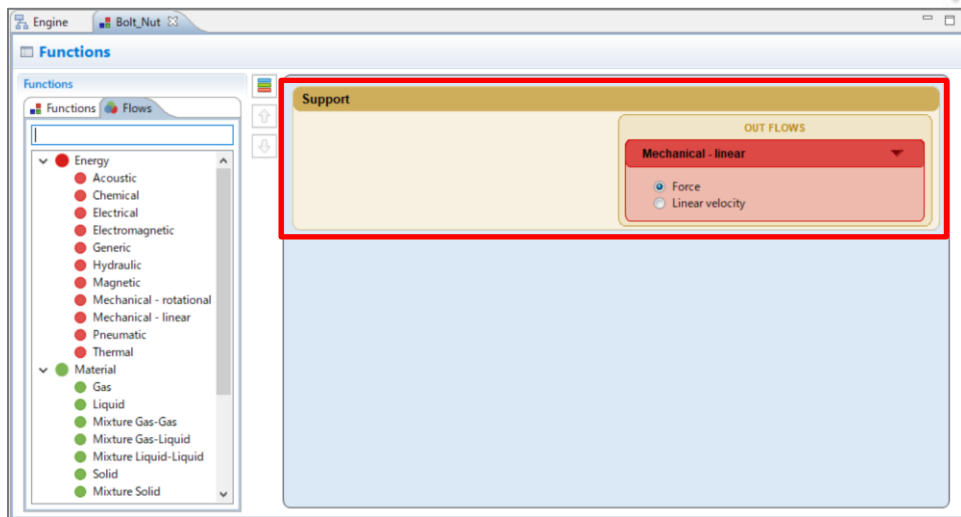 Engine
Bolt_Nut
Functions
Functions
Functions
Flows
Energy
Acoustic
Chemical
Electrical
Electromagnetic
Generic
Hydraulic
Magnetic
Mechanical - rotational
Mechanical - linear
Pneumatic
Thermal
Material
Gas
Liquid
Mixture Gas-Gas
Mixture Gas-Liquid
Mixture Liquid-Liquid
Solid
Mixture Solid
Support
OUT FLOWS
Mechanical - linear
Force
Linear velocity